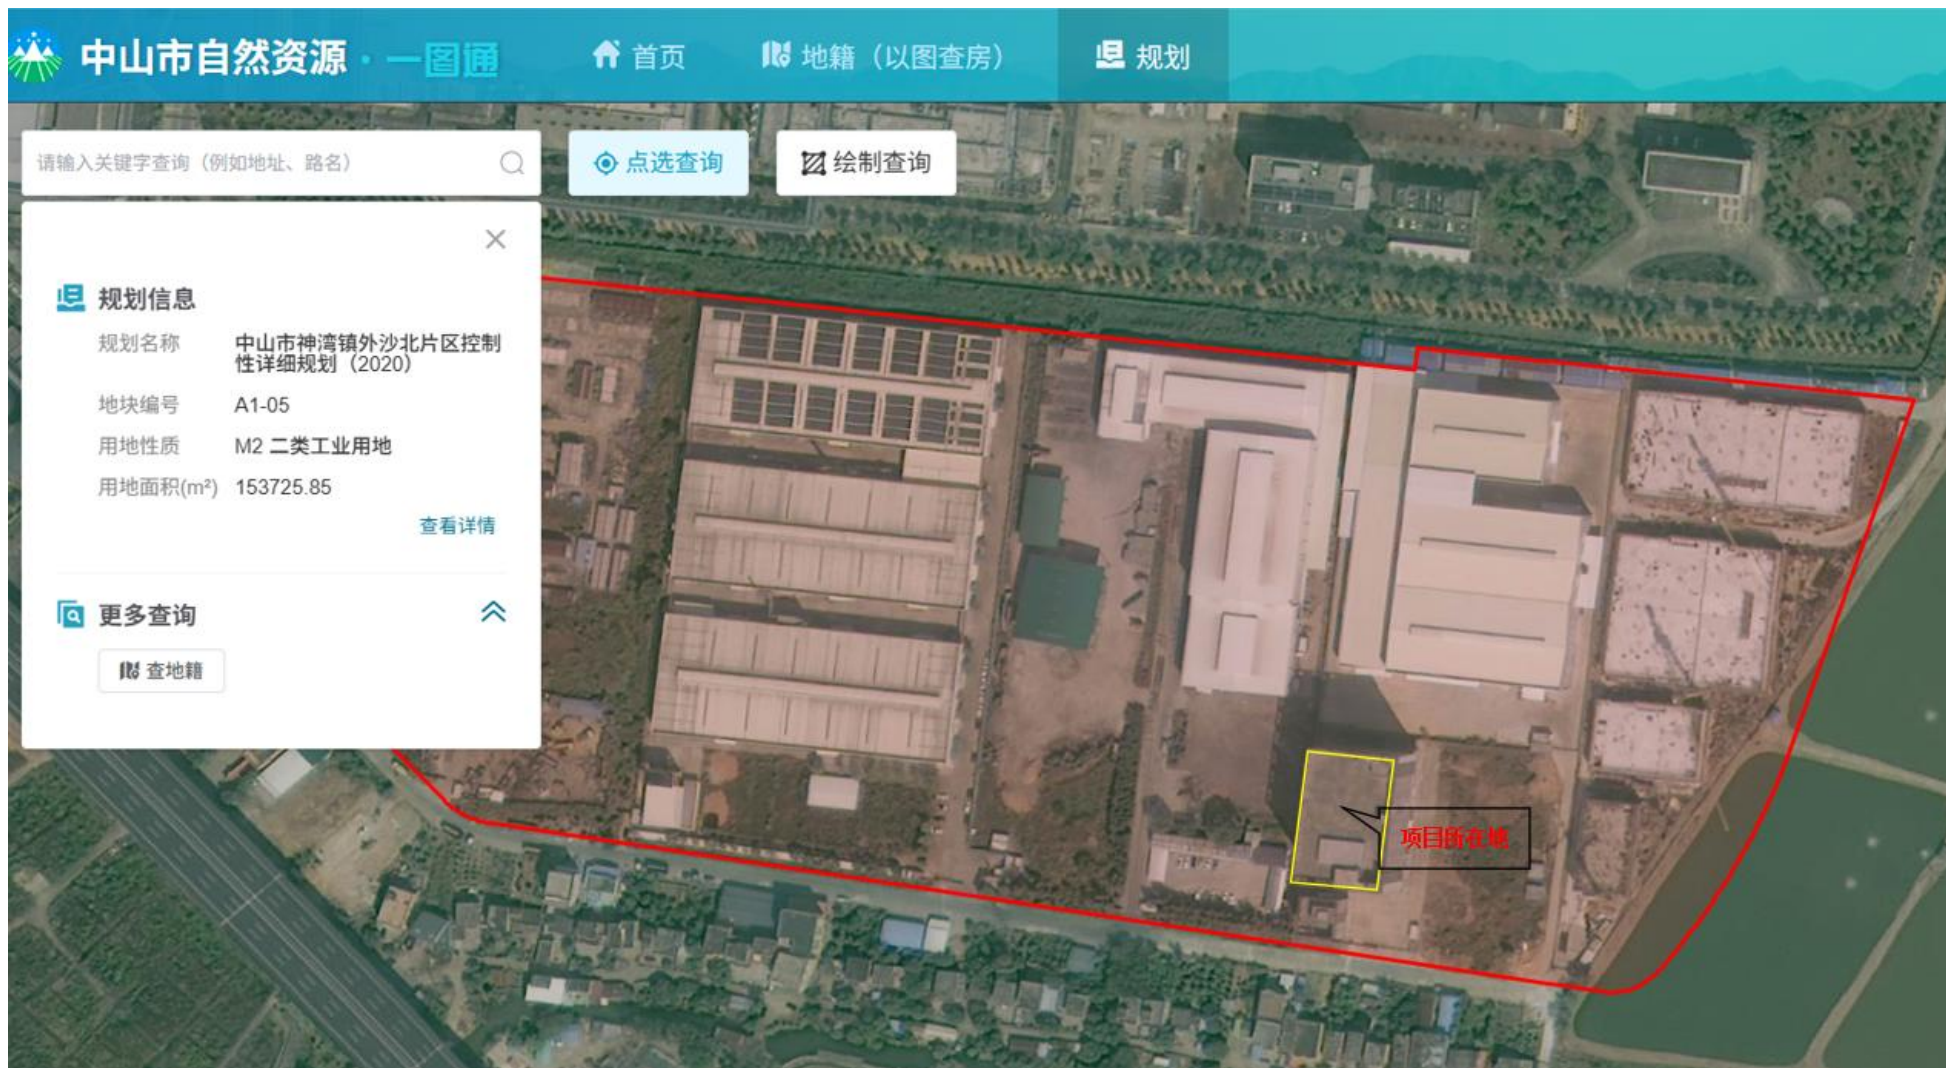 中山市自然资源·一图通
首页
地籍（以图查房）
规划
请输入关键字查询（例如地址、路名）
点选查询
绘制查询
规划信息
规划名称
中山市神湾镇外沙北片区控制
性详细规划（2020）
地块编号
A1-05
用地性质
M2 二类工业用地
用地面积(m²)
153725.85
查看详情
更多查询
查地籍
项目所在地